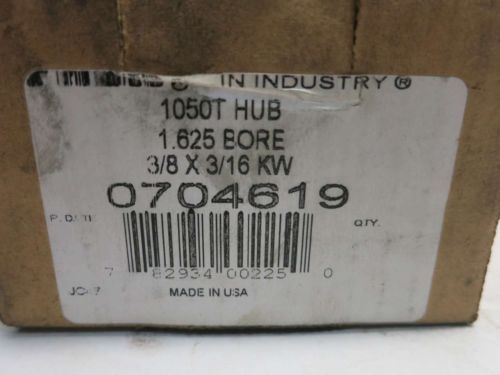 IN INDUSTRY ®
1050T HUB
1.625 BORE
3/8 X 3/16 KW
0704619
QTY.
7 82934 00225 0
MADE IN USA